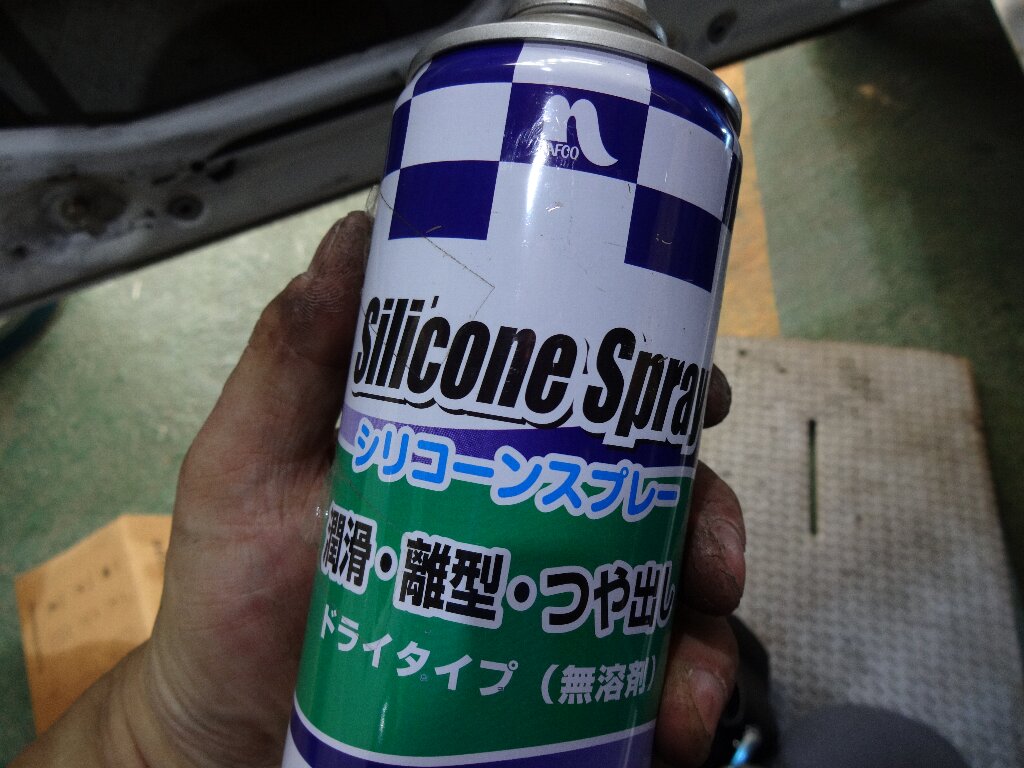 AFCO
Silicone Spray
シリコーンスプレー
潤滑・離型・つや出し
ドライタイプ（無溶剤）